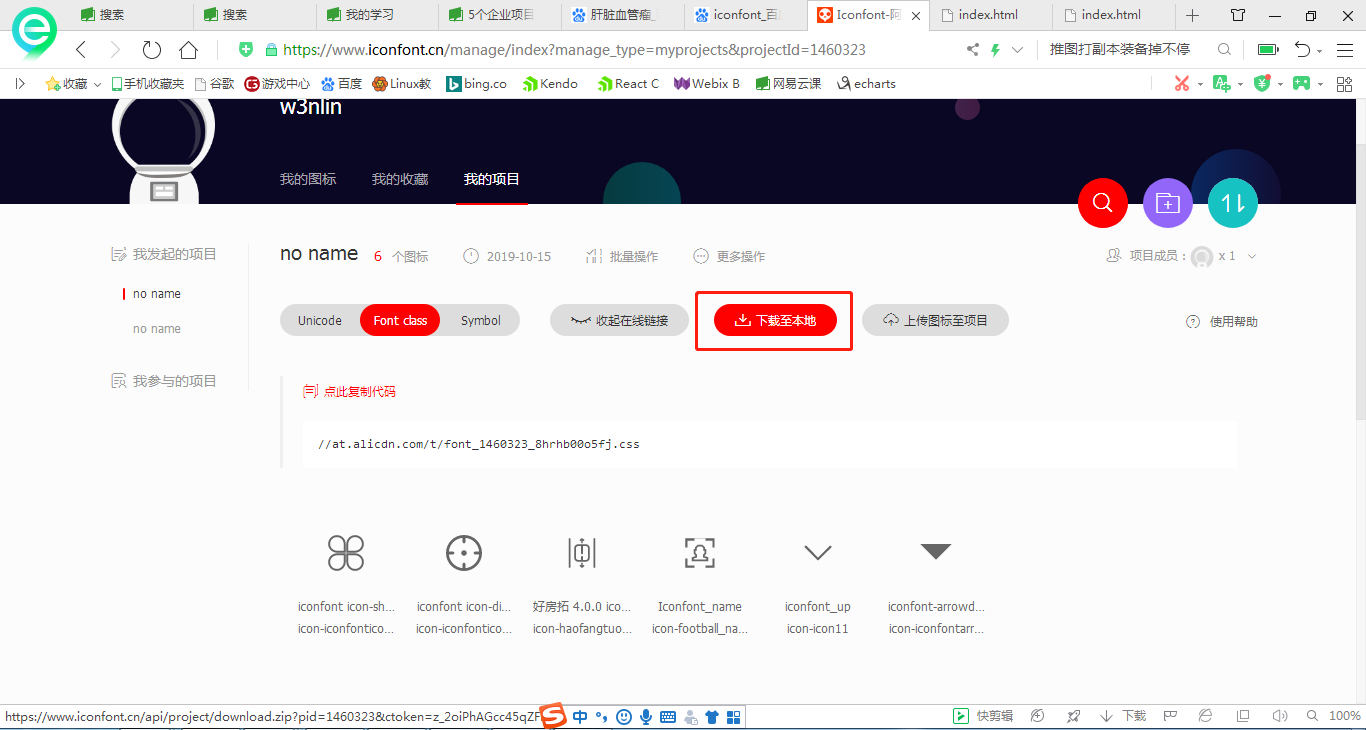 搜索
搜索
我的学习
5个企业项目
肝脏血管瘤_
iconfont_百
Iconfont-阿
index.html
index.html
https://www.iconfont.cn/manage/index?manage_type=myprojects&projectId=1460323
推图打副本装备掉不停
收藏
手机收藏夹
谷歌
游戏中心
百度
Linux教
bing.co
Kendo
React C
Webix B
网易云课
echarts
w3nlin
我的图标
我的收藏
我的项目
我发起的项目
no name
no name
我参与的项目
no name
6 个图标
2019-10-15
批量操作
更多操作
项目成员：
x 1
Unicode
Font class
Symbol
收起在线链接
下载至本地
上传图标至项目
使用帮助
点此复制代码
//at.alicdn.com/t/font_1460323_8hrhb00o5fj.css
iconfont icon-sh...
iconfont icon-di...
好房拓 4.0.0 ico...
Iconfont_name
iconfont_up
iconfont-arrowd...
icon-iconfontico...
icon-iconfontico...
icon-haofangtuo...
icon-football_na...
icon-icon11
icon-iconfontarr...
https://www.iconfont.cn/api/project/download.zip?pid=1460323&ctoken=z_2oiPhAGcc45qZF
中
快剪辑
下载
100%